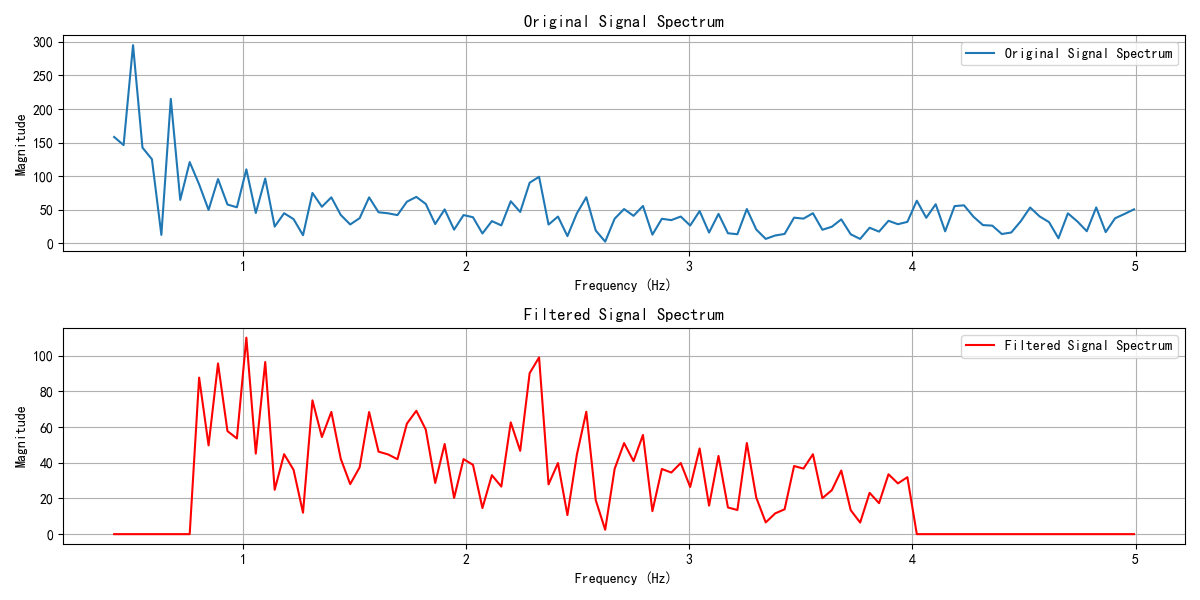 Original Signal Spectrum
300
250
200
150
100
50
0
Magnitude
Original Signal Spectrum
1 2 3 4 5
Frequency (Hz)
Filtered Signal Spectrum
100
80
60
40
20
0
Magnitude
Filtered Signal Spectrum
1 2 3 4 5
Frequency (Hz)